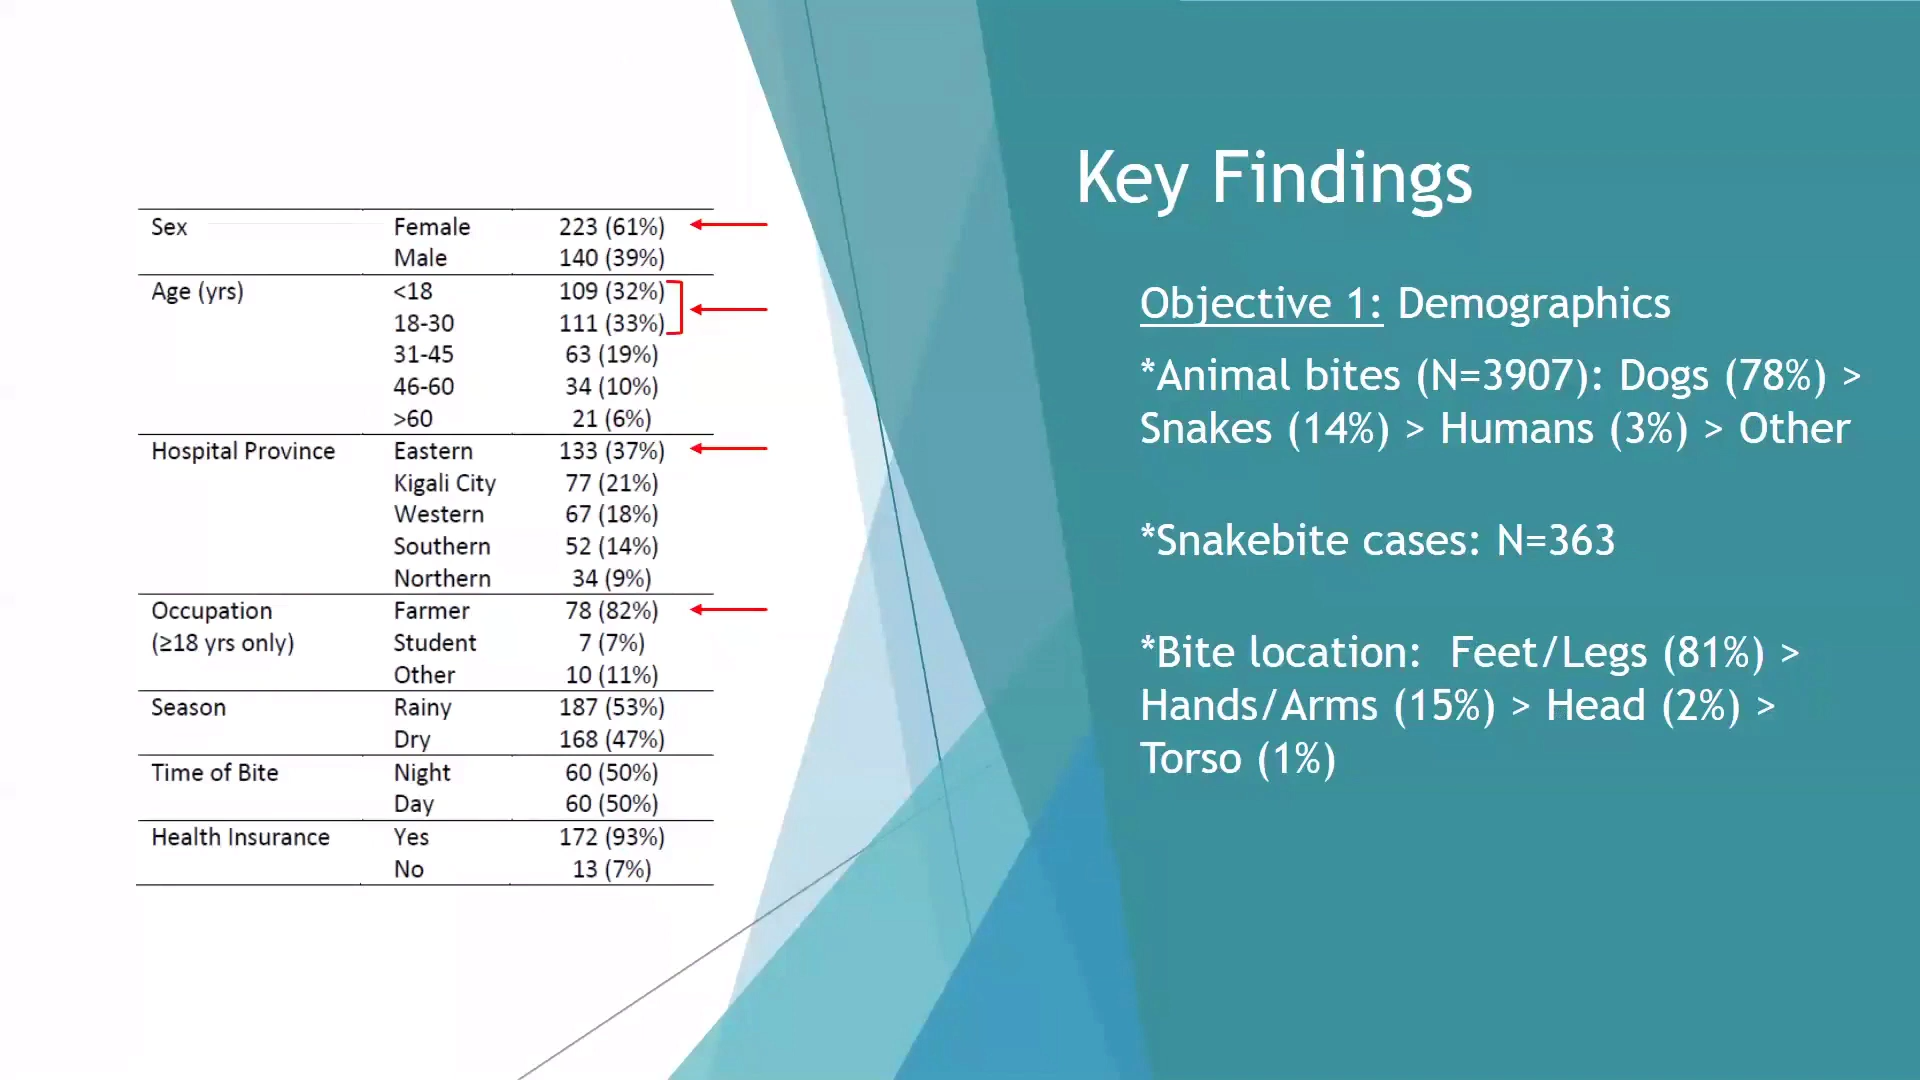 Sex Female 223 (61%)
Male 140 (39%)
Age (yrs) <18 109 (32%)
18-30 111 (33%)
31-45 63 (19%)
46-60 34 (10%)
>60 21 (6%)
Hospital Province Eastern 133 (37%)
Kigali City 77 (21%)
Western 67 (18%)
Southern 52 (14%)
Northern 34 (9%)
Occupation Farmer 78 (82%)
(≥18 yrs only) Student 7 (7%)
Other 10 (11%)
Season Rainy 187 (53%)
Dry 168 (47%)
Time of Bite Night 60 (50%)
Day 60 (50%)
Health Insurance Yes 172 (93%)
No 13 (7%)
Key Findings
Objective 1: Demographics
*Animal bites (N=3907): Dogs (78%) >
Snakes (14%) > Humans (3%) > Other
*Snakebite cases: N=363
*Bite location: Feet/Legs (81%) >
Hands/Arms (15%) > Head (2%) >
Torso (1%)